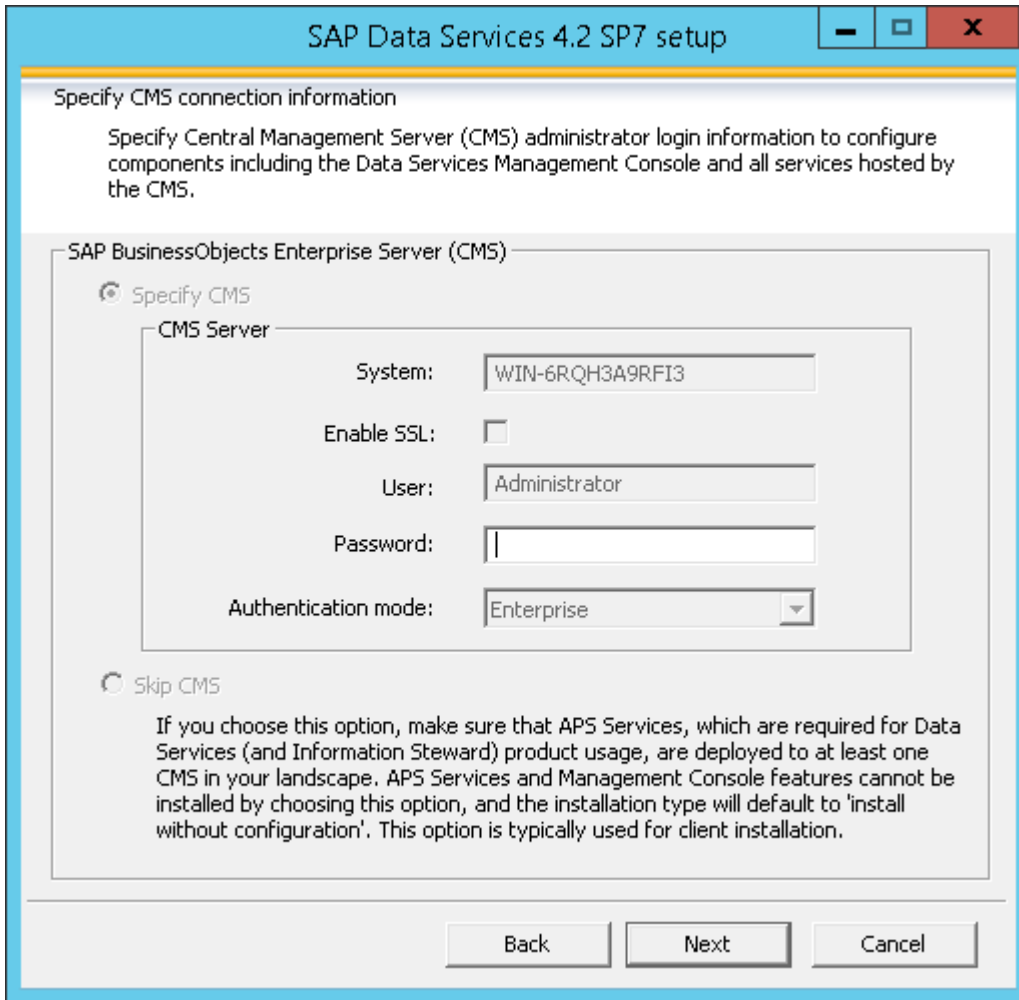 SAP Data Services 4.2 SP7 setup
Specify CMS connection information
Specify Central Management Server (CMS) administrator login information to configure
components including the Data Services Management Console and all services hosted by
the CMS.
SAP BusinessObjects Enterprise Server (CMS)
Specify CMS
CMS Server
System: WIN-6RQH3A9RFI3
Enable SSL:
User: Administrator
Password:
Authentication mode: Enterprise
Skip CMS
If you choose this option, make sure that APS Services, which are required for Data
Services (and Information Steward) product usage, are deployed to at least one
CMS in your landscape. APS Services and Management Console features cannot be
installed by choosing this option, and the installation type will default to 'install
without configuration'. This option is typically used for client installation.
Back Next Cancel